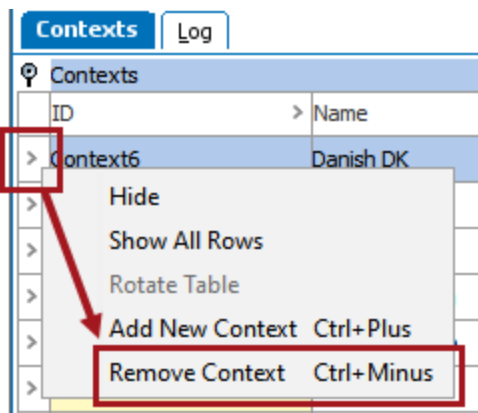 Contexts Log
Contexts
ID > Name
> Context6 Danish DK
Hide
Show All Rows
Rotate Table
Add New Context Ctrl+Plus
Remove Context Ctrl+Minus